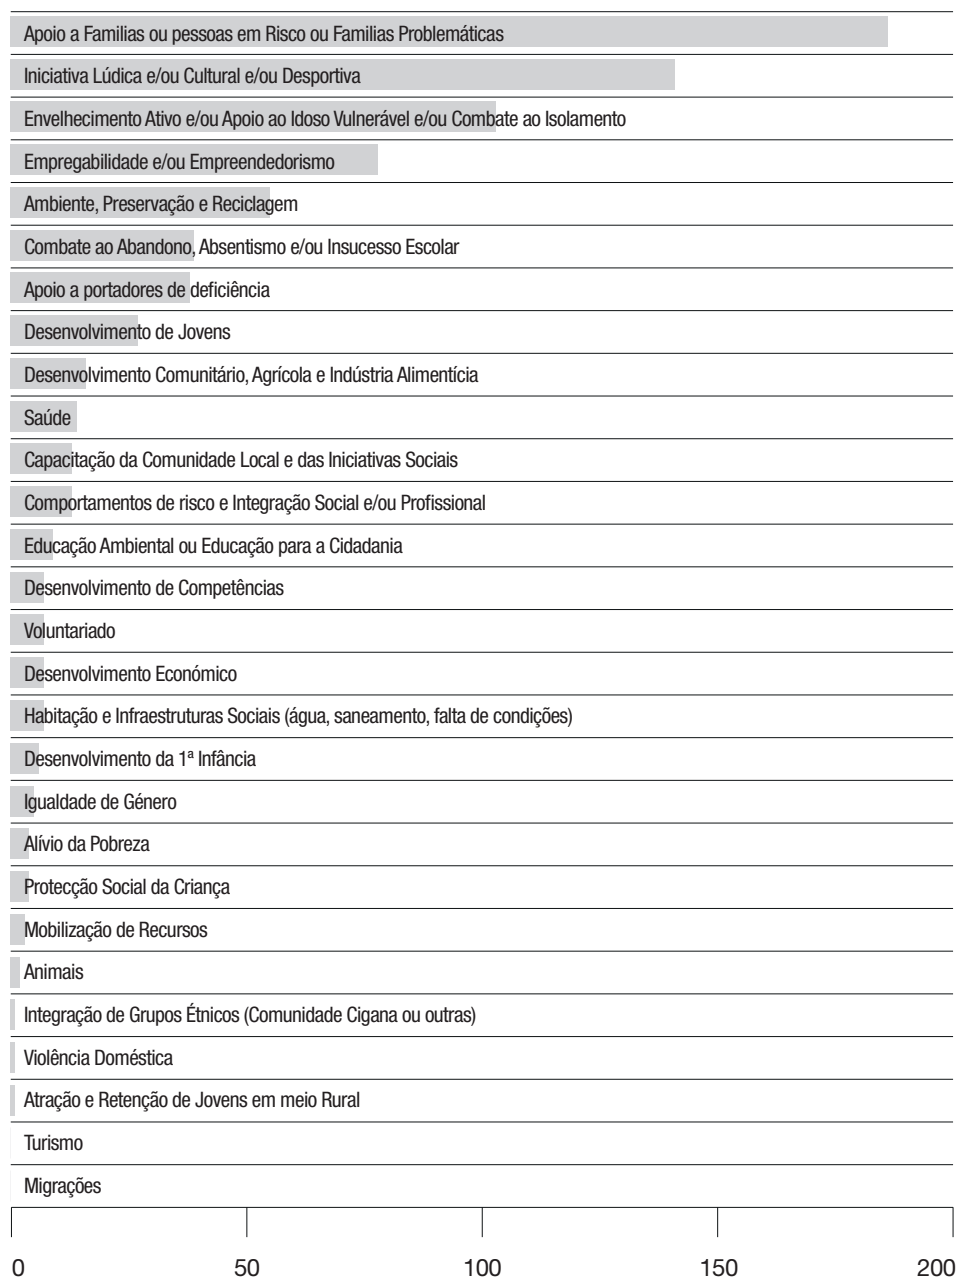 Apoio a Familias ou pessoas em Risco ou Familias Problemáticas
Iniciativa Lúdica e/ou Cultural e/ou Desportiva
Envelhecimento Ativo e/ou Apoio ao Idoso Vulnerável e/ou Combate ao Isolamento
Empregabilidade e/ou Empreendedorismo
Ambiente, Preservação e Reciclagem
Combate ao Abandono, Absentismo e/ou Insucesso Escolar
Apoio a portadores de deficiência
Desenvolvimento de Jovens
Desenvolvimento Comunitário, Agrícola e Indústria Alimentícia
Saúde
Capacitação da Comunidade Local e das Iniciativas Sociais
Comportamentos de risco e Integração Social e/ou Profissional
Educação Ambiental ou Educação para a Cidadania
Desenvolvimento de Competências
Voluntariado
Desenvolvimento Económico
Habitação e Infraestruturas Sociais (água, saneamento, falta de condições)
Desenvolvimento da 1ª Infância
Igualdade de Género
Alívio da Pobreza
Protecção Social da Criança
Mobilização de Recursos
Animais
Integração de Grupos Étnicos (Comunidade Cigana ou outras)
Violência Doméstica
Atração e Retenção de Jovens em meio Rural
Turismo
Migrações
0 50 100 150 200